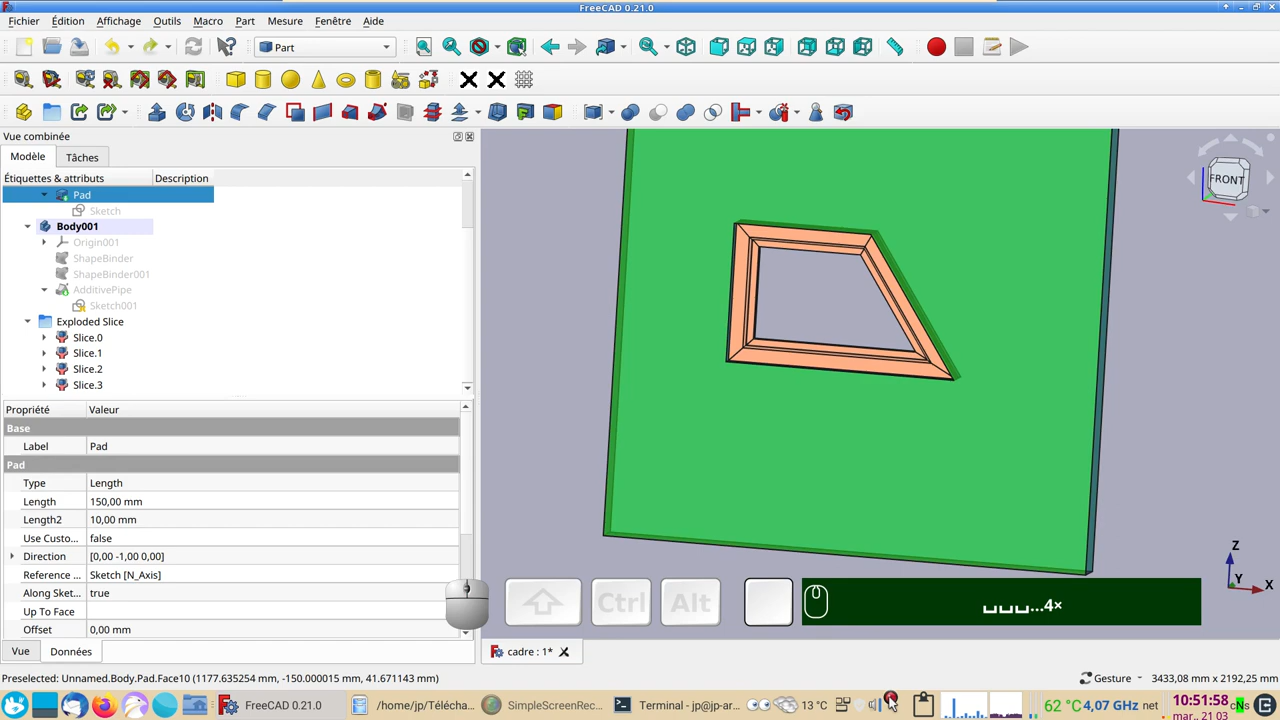 FreeCAD 0.21.0
Fichier Édition Affichage Outils Macro Part Mesure Fenêtre Aide
Part
Vue combinée
Modèle Tâches
Étiquettes & attributs Description
Pad
Sketch
Body001
Origin001
ShapeBinder
ShapeBinder001
AdditivePipe
Sketch001
Exploded Slice
Slice.0
Slice.1
Slice.2
Slice.3
Propriété Valeur
Base
Label Pad
Pad
Type Length
Length 150,00 mm
Length2 10,00 mm
Use Custo... false
Direction [0,00 -1,00 0,00]
Reference ... Sketch [N_Axis]
Along Sket... true
Up To Face
Offset 0,00 mm
Vue Données
FRONT
Z
Y
X
Ctrl Alt
␣␣␣...4×
cadre : 1*
Preselected: Unnamed.Body.Pad.Face10 (1177.635254 mm, -150.000015 mm, 41.671143 mm)
Gesture
3433,08 mm x 2192,25 mm
FreeCAD 0.21.0
/home/jp/Télécha...
SimpleScreenRec...
Terminal - jp@jp-ar...
13 °C
62 °C 4,07 GHz
10:51:58
mar.. 21 03